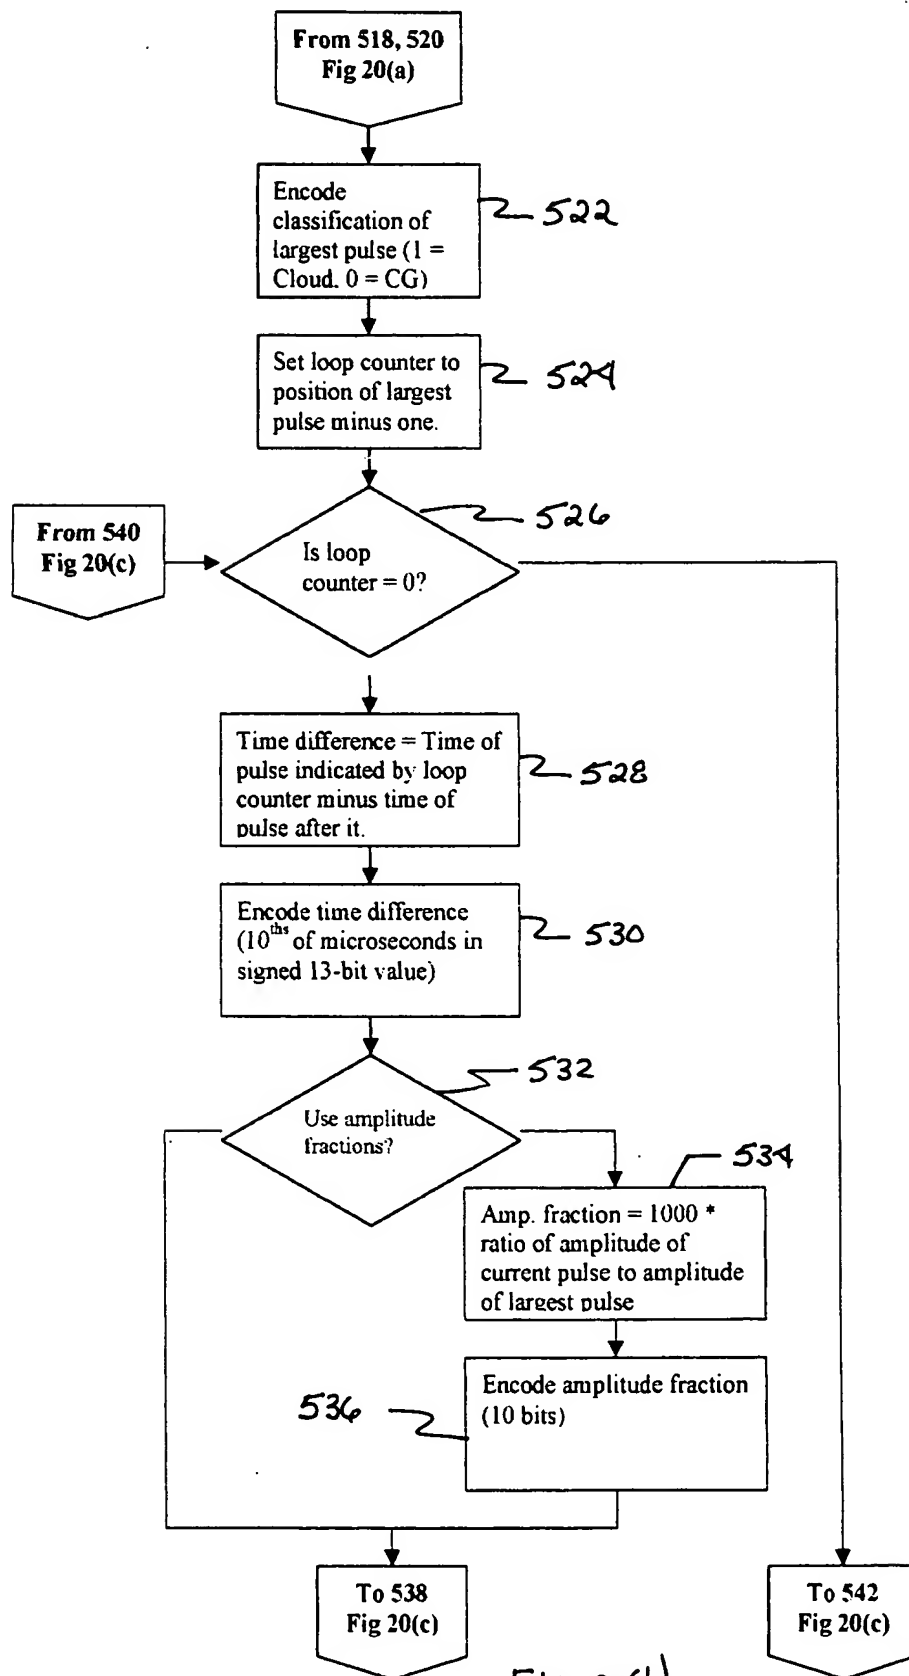 From 518, 520
Fig 20(a)
Encode
classification of
largest pulse (1 =
Cloud. 0 = CG)
522
Set loop counter to
position of largest
pulse minus one.
524
526
From 540
Fig 20(c)
Is loop
counter = 0?
Time difference = Time of
pulse indicated by loop
counter minus time of
pulse after it.
528
Encode time difference
(10ths of microseconds in
signed 13-bit value)
530
532
Use amplitude
fractions?
534
Amp. fraction = 1000 *
ratio of amplitude of
current pulse to amplitude
of largest pulse
Encode amplitude fraction
(10 bits)
536
To 538
Fig 20(c)
To 542
Fig 20(c)